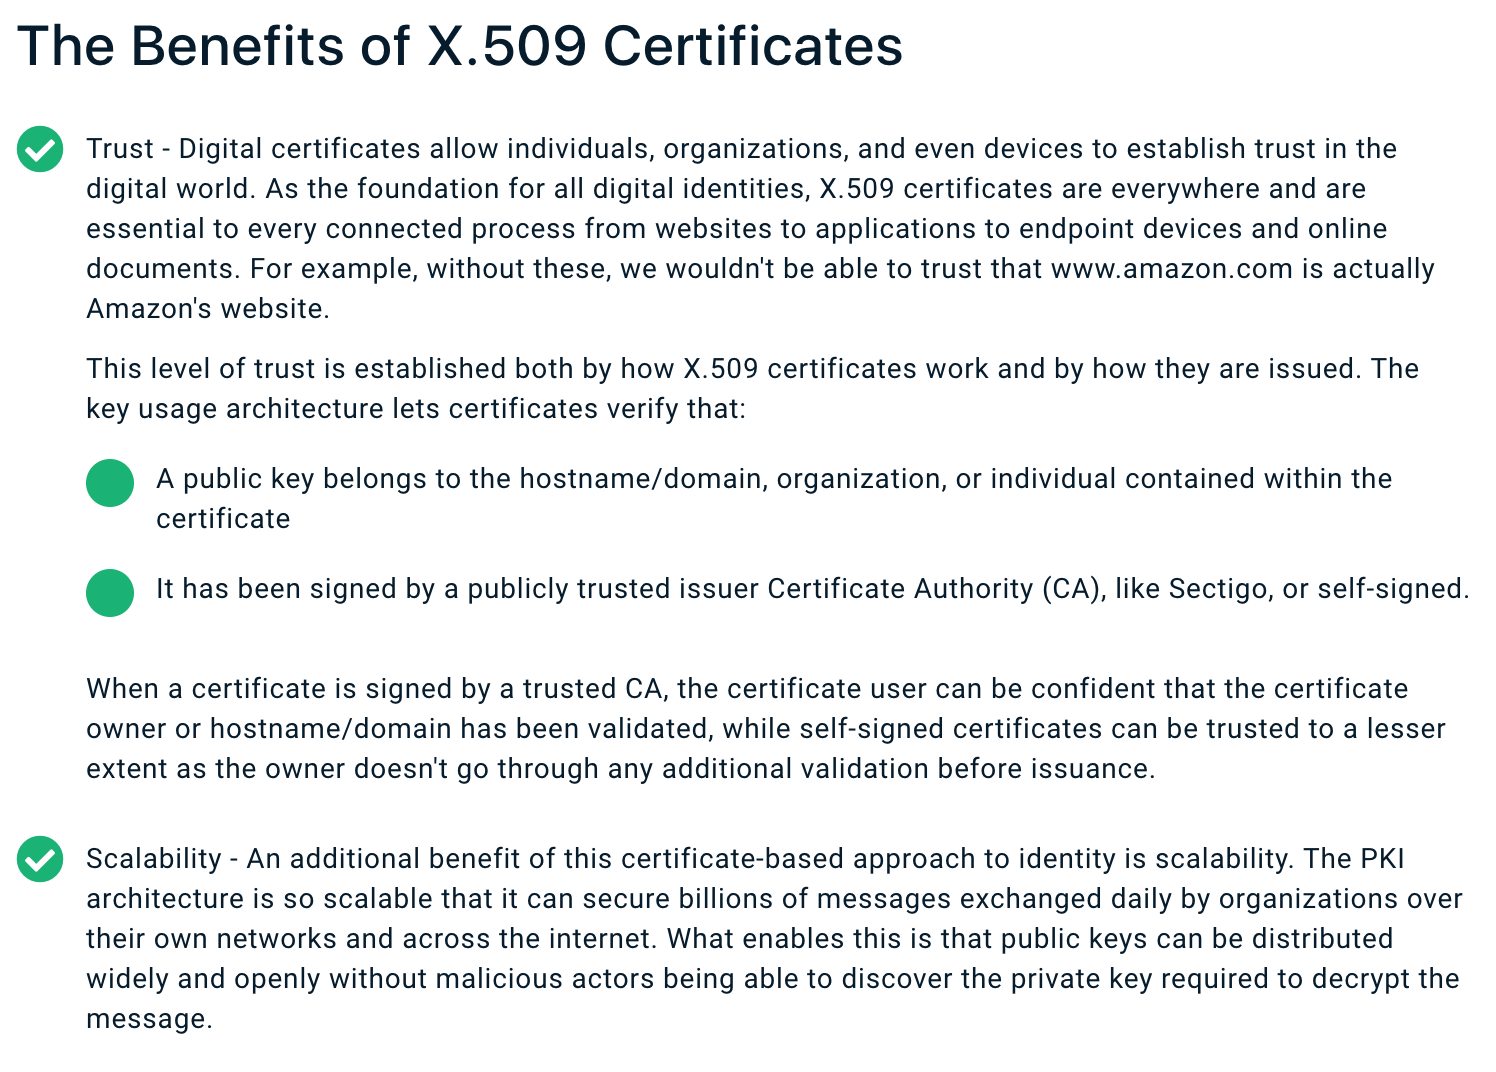 The Benefits of X.509 Certificates
Trust - Digital certificates allow individuals, organizations, and even devices to establish trust in the
digital world. As the foundation for all digital identities, X.509 certificates are everywhere and are
essential to every connected process from websites to applications to endpoint devices and online
documents. For example, without these, we wouldn't be able to trust that www.amazon.com is actually
Amazon's website.
This level of trust is established both by how X.509 certificates work and by how they are issued. The
key usage architecture lets certificates verify that:
A public key belongs to the hostname/domain, organization, or individual contained within the
certificate
It has been signed by a publicly trusted issuer Certificate Authority (CA), like Sectigo, or self-signed.
When a certificate is signed by a trusted CA, the certificate user can be confident that the certificate
owner or hostname/domain has been validated, while self-signed certificates can be trusted to a lesser
extent as the owner doesn't go through any additional validation before issuance.
Scalability - An additional benefit of this certificate-based approach to identity is scalability. The PKI
architecture is so scalable that it can secure billions of messages exchanged daily by organizations over
their own networks and across the internet. What enables this is that public keys can be distributed
widely and openly without malicious actors being able to discover the private key required to decrypt the
message.